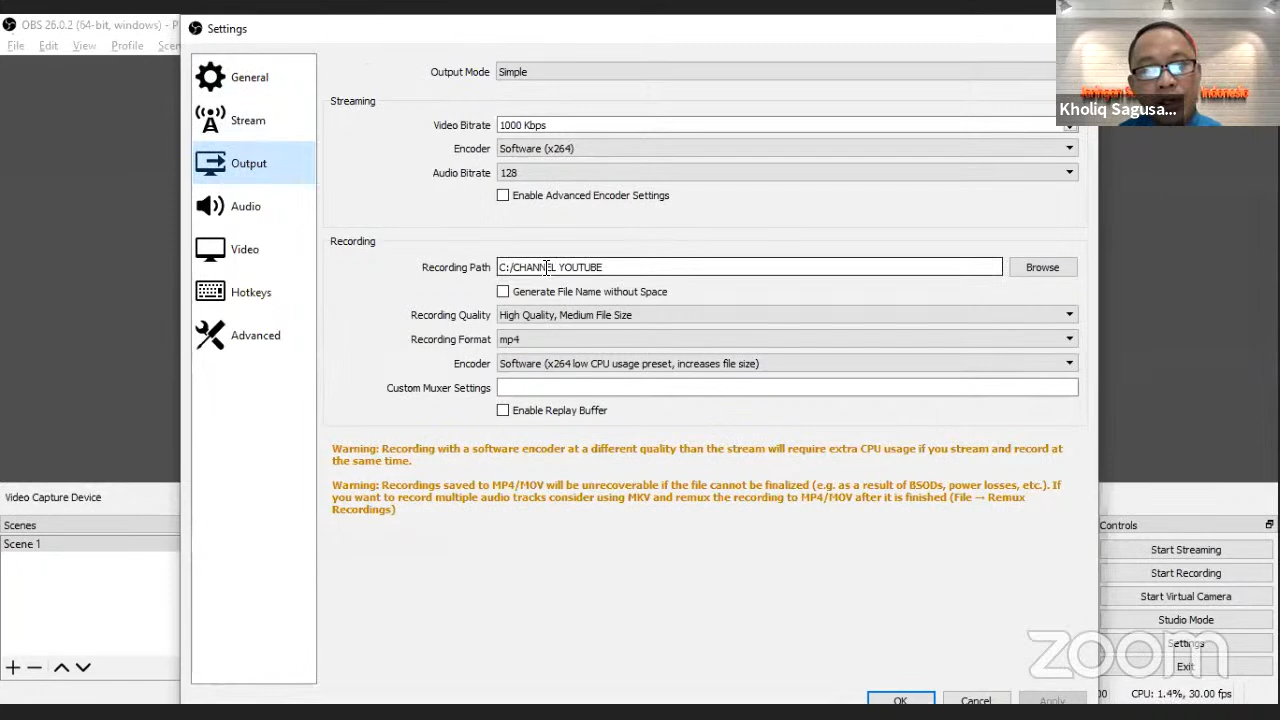 OBS 26.0.2 (64-bit, windows) - P
Settings
File Edit View Profile Scen
General
Stream
Output
Audio
Video
Hotkeys
Advanced
Output Mode Simple
Streaming
Video Bitrate 1000 Kbps
Encoder Software (x264)
Audio Bitrate 128
Enable Advanced Encoder Settings
Recording
Recording Path C:/CHANNEL YOUTUBE Browse
Generate File Name without Space
Recording Quality High Quality, Medium File Size
Recording Format mp4
Encoder Software (x264 low CPU usage preset, increases file size)
Custom Muxer Settings
Enable Replay Buffer
Warning: Recording with a software encoder at a different quality than the stream will require extra CPU usage if you stream and record at
the same time.
Warning: Recordings saved to MP4/MOV will be unrecoverable if the file cannot be finalized (e.g. as a result of BSODs, power losses, etc.). If
you want to record multiple audio tracks consider using MKV and remux the recording to MP4/MOV after it is finished (File → Remux
Recordings)
OK Cancel Apply
Kholiq Sagusa...
Indonesia
Video Capture Device
Scenes
Scene 1
Controls
Start Streaming
Start Recording
Start Virtual Camera
Studio Mode
Settings
Exit
zoom
00 CPU: 1.4%, 30.00 fps